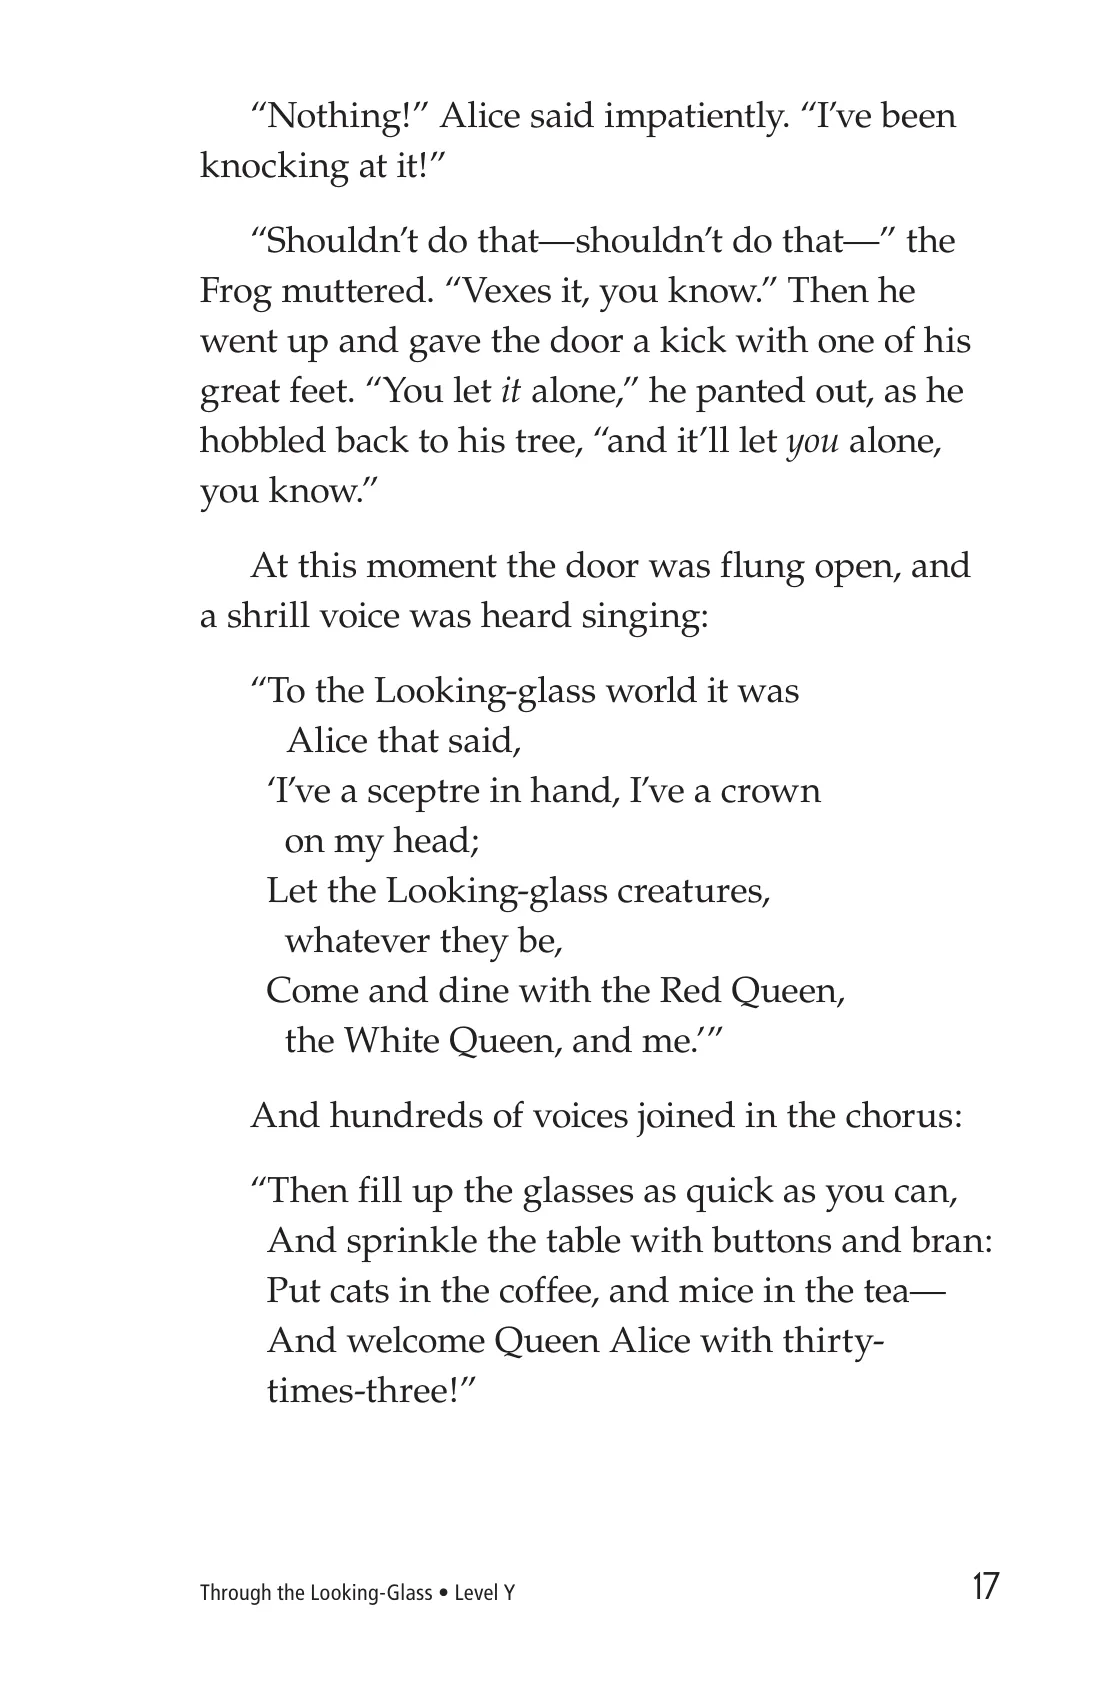 “Nothing!” Alice said impatiently. “I’ve been
knocking at it!”
“Shouldn’t do that—shouldn’t do that—” the
Frog muttered. “Vexes it, you know.” Then he
went up and gave the door a kick with one of his
great feet. “You let it alone,” he panted out, as he
hobbled back to his tree, “and it’ll let you alone,
you know.”
At this moment the door was flung open, and
a shrill voice was heard singing:
“To the Looking-glass world it was
Alice that said,
‘I’ve a sceptre in hand, I’ve a crown
on my head;
Let the Looking-glass creatures,
whatever they be,
Come and dine with the Red Queen,
the White Queen, and me.’”
And hundreds of voices joined in the chorus:
“Then fill up the glasses as quick as you can,
And sprinkle the table with buttons and bran:
Put cats in the coffee, and mice in the tea—
And welcome Queen Alice with thirty-
times-three!”
Through the Looking-Glass • Level Y
17